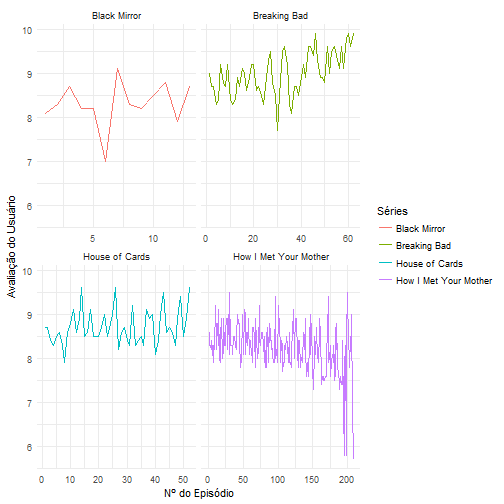 Black Mirror
Breaking Bad
10
9
8
7
6
5
10
0
20
40
60
House of Cards
How I Met Your Mother
10
9
8
7
6
0
10
20
30
40
50
0
50
100
150
200
Nº do Episódio
Avaliação do Usuário
Séries
Black Mirror
Breaking Bad
House of Cards
How I Met Your Mother